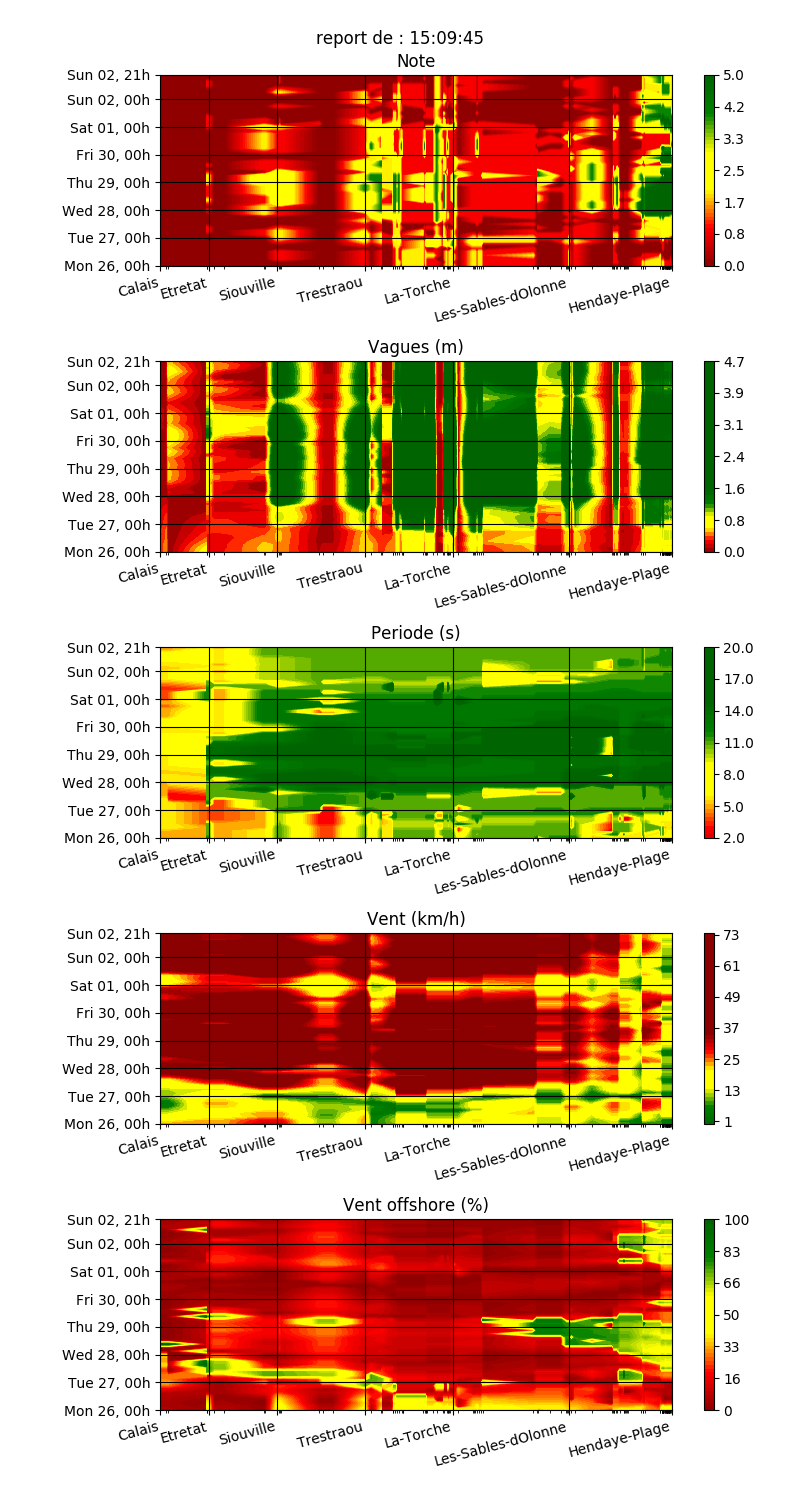 report de : 15:09:45
Note
Sun 02, 21h
Sun 02, 00h
Sat 01, 00h
Fri 30, 00h
Thu 29, 00h
Wed 28, 00h
Tue 27, 00h
Mon 26, 00h
5.0
4.2
3.3
2.5
1.7
0.8
0.0
Calais Etretat Siouville Trestraou La-Torche Les-Sables-dOlonne Hendaye-Plage
Vagues (m)
Sun 02, 21h
Sun 02, 00h
Sat 01, 00h
Fri 30, 00h
Thu 29, 00h
Wed 28, 00h
Tue 27, 00h
Mon 26, 00h
4.7
3.9
3.1
2.4
1.6
0.8
0.0
Calais Etretat Siouville Trestraou La-Torche Les-Sables-dOlonne Hendaye-Plage
Periode (s)
Sun 02, 21h
Sun 02, 00h
Sat 01, 00h
Fri 30, 00h
Thu 29, 00h
Wed 28, 00h
Tue 27, 00h
Mon 26, 00h
20.0
17.0
14.0
11.0
8.0
5.0
2.0
Calais Etretat Siouville Trestraou La-Torche Les-Sables-dOlonne Hendaye-Plage
Vent (km/h)
Sun 02, 21h
Sun 02, 00h
Sat 01, 00h
Fri 30, 00h
Thu 29, 00h
Wed 28, 00h
Tue 27, 00h
Mon 26, 00h
73
61
49
37
25
13
1
Calais Etretat Siouville Trestraou La-Torche Les-Sables-dOlonne Hendaye-Plage
Vent offshore (%)
Sun 02, 21h
Sun 02, 00h
Sat 01, 00h
Fri 30, 00h
Thu 29, 00h
Wed 28, 00h
Tue 27, 00h
Mon 26, 00h
100
83
66
50
33
16
0
Calais Etretat Siouville Trestraou La-Torche Les-Sables-dOlonne Hendaye-Plage